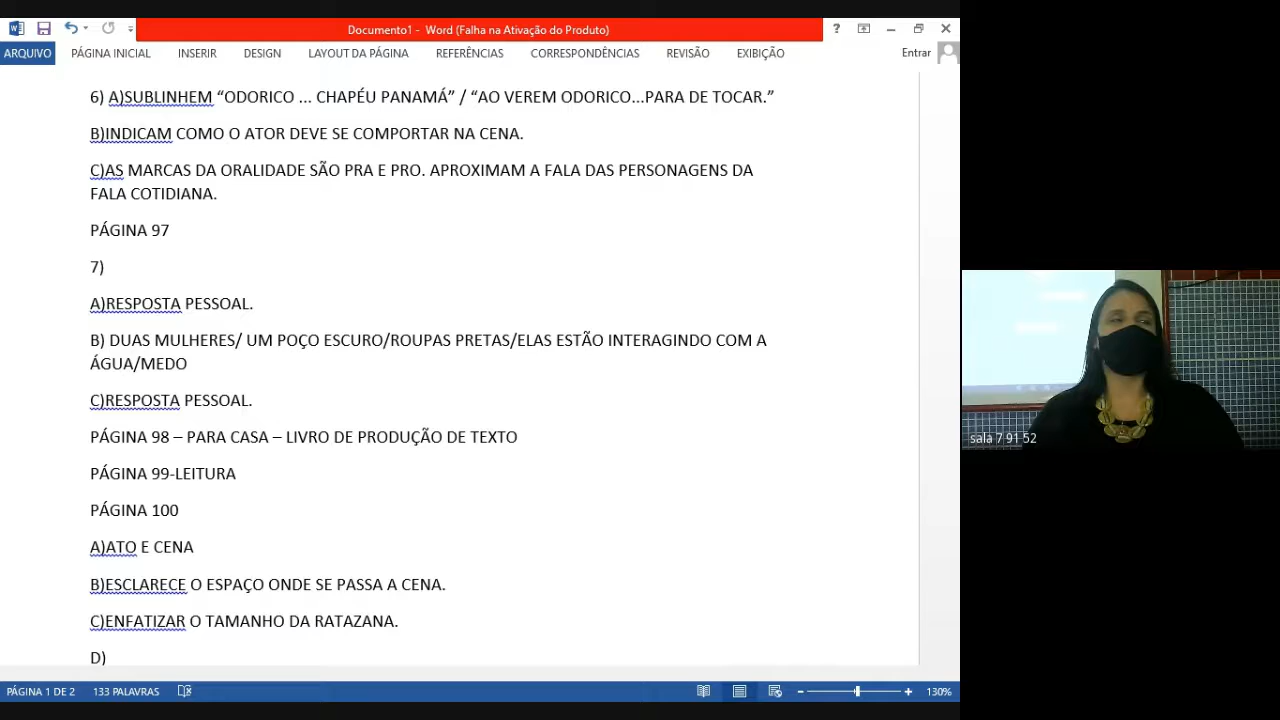 Documento1 - Word (Falha na Ativação do Produto)
ARQUIVO PÁGINA INICIAL INSERIR DESIGN LAYOUT DA PÁGINA REFERÊNCIAS CORRESPONDÊNCIAS REVISÃO EXIBIÇÃO Entrar
6) A)SUBLINHEM “ODORICO ... CHAPÉU PANAMÁ” / “AO VEREM ODORICO...PARA DE TOCAR.”
B)INDICAM COMO O ATOR DEVE SE COMPORTAR NA CENA.
C)AS MARCAS DA ORALIDADE SÃO PRA E PRO. APROXIMAM A FALA DAS PERSONAGENS DA
FALA COTIDIANA.
PÁGINA 97
7)
A)RESPOSTA PESSOAL.
B) DUAS MULHERES/ UM POÇO ESCURO/ROUPAS PRETAS/ELAS ESTÃO INTERAGINDO COM A
ÁGUA/MEDO
C)RESPOSTA PESSOAL.
PÁGINA 98 – PARA CASA – LIVRO DE PRODUÇÃO DE TEXTO
PÁGINA 99-LEITURA
PÁGINA 100
A)ATO E CENA
B)ESCLARECE O ESPAÇO ONDE SE PASSA A CENA.
C)ENFATIZAR O TAMANHO DA RATAZANA.
D)
PÁGINA 1 DE 2 133 PALAVRAS 130%
sala 7 91 52